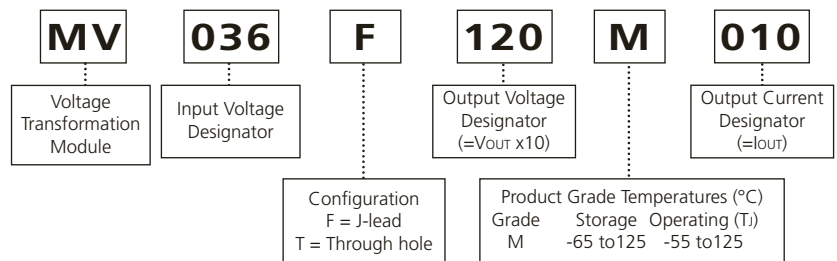 MV 036 F 120 M 010
Voltage
Transformation
Module
Input Voltage
Designator
Output Voltage
Designator
(=VOUT x10)
Output Current
Designator
(=IOUT)
Configuration
F = J-lead
T = Through hole
Product Grade Temperatures (°C)
Grade Storage Operating (TJ)
M -65 to125 -55 to125